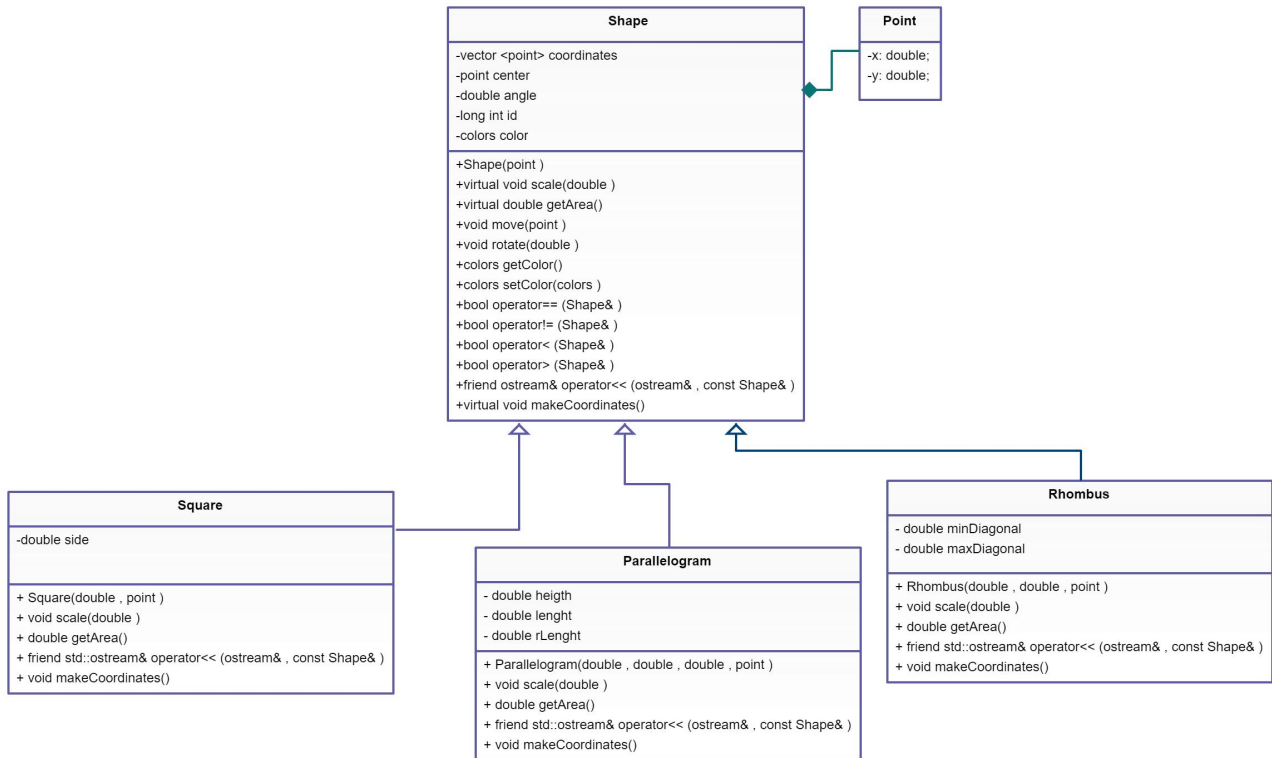 Shape
-vector <point> coordinates
-point center
-double angle
-long int id
-colors color
+Shape(point )
+virtual void scale(double )
+virtual double getArea()
+void move(point )
+void rotate(double )
+colors getColor()
+colors setColor(colors )
+bool operator== (Shape& )
+bool operator!= (Shape& )
+bool operator< (Shape& )
+bool operator> (Shape& )
+friend ostream& operator<< (ostream& , const Shape& )
+virtual void makeCoordinates()
Point
-x: double;
-y: double;
Square
-double side
+ Square(double , point )
+ void scale(double )
+ double getArea()
+ friend std::ostream& operator<< (ostream& , const Shape& )
+ void makeCoordinates()
Parallelogram
- double heigth
- double lenght
- double rLenght
+ Parallelogram(double , double , double , point )
+ void scale(double )
+ double getArea()
+ friend std::ostream& operator<< (ostream& , const Shape& )
+ void makeCoordinates()
Rhombus
- double minDiagonal
- double maxDiagonal
+ Rhombus(double , double , point )
+ void scale(double )
+ double getArea()
+ friend std::ostream& operator<< (ostream& , const Shape& )
+ void makeCoordinates()